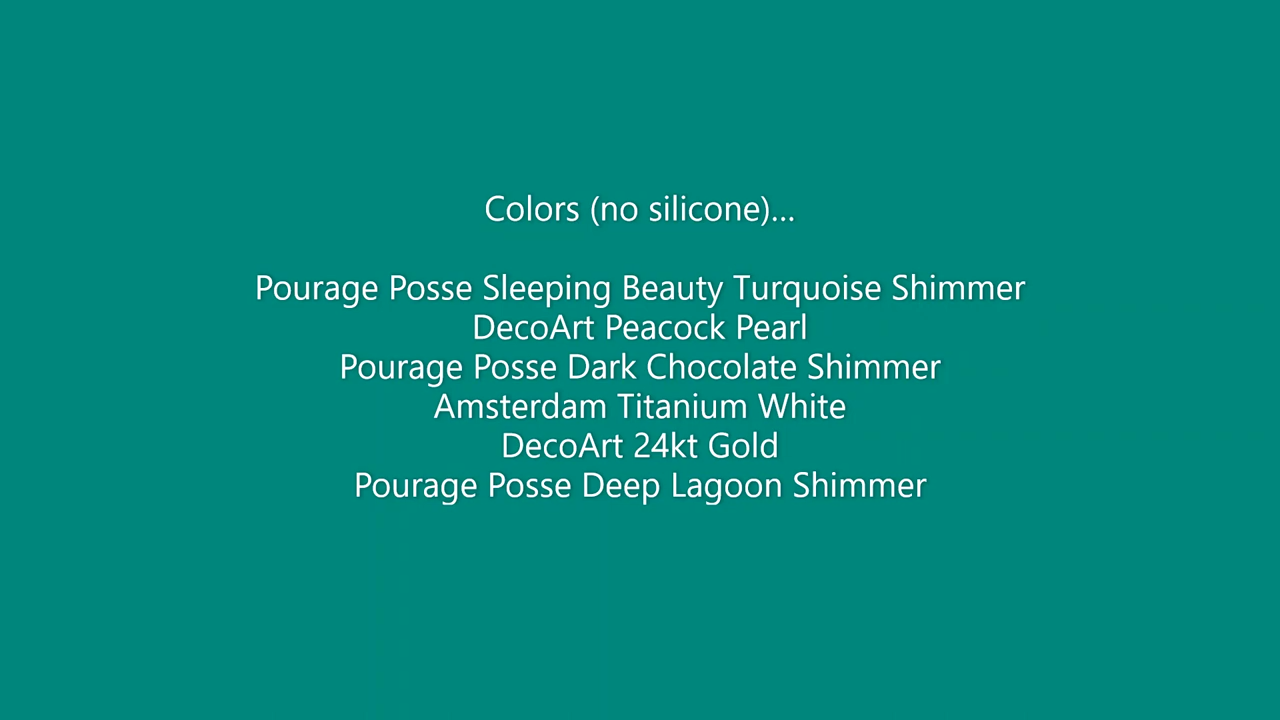 Colors (no silicone)...
Pourage Posse Sleeping Beauty Turquoise Shimmer
DecoArt Peacock Pearl
Pourage Posse Dark Chocolate Shimmer
Amsterdam Titanium White
DecoArt 24kt Gold
Pourage Posse Deep Lagoon Shimmer